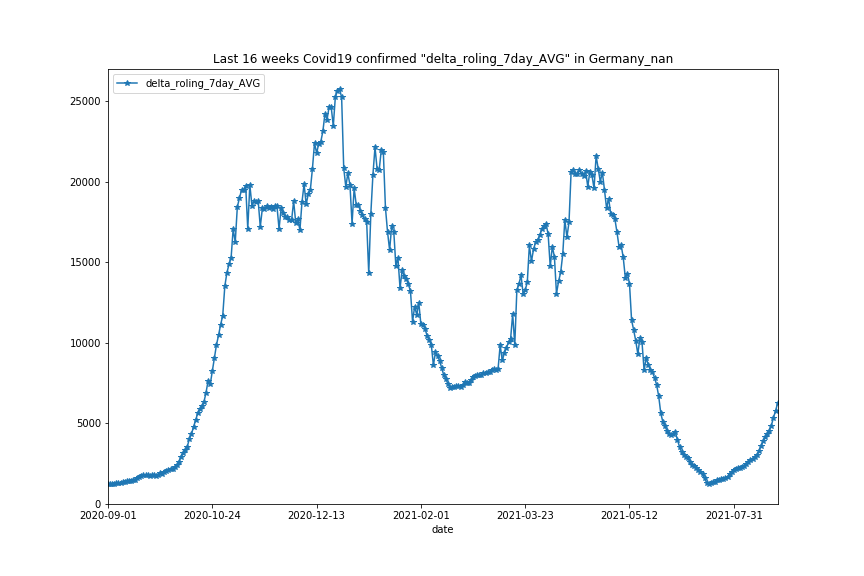 Last 16 weeks Covid19 confirmed "delta_roling_7day_AVG" in Germany_nan
delta_roling_7day_AVG
25000
20000
15000
10000
5000
0
2020-09-01 2020-10-24 2020-12-13 2021-02-01 2021-03-23 2021-05-12 2021-07-31
date